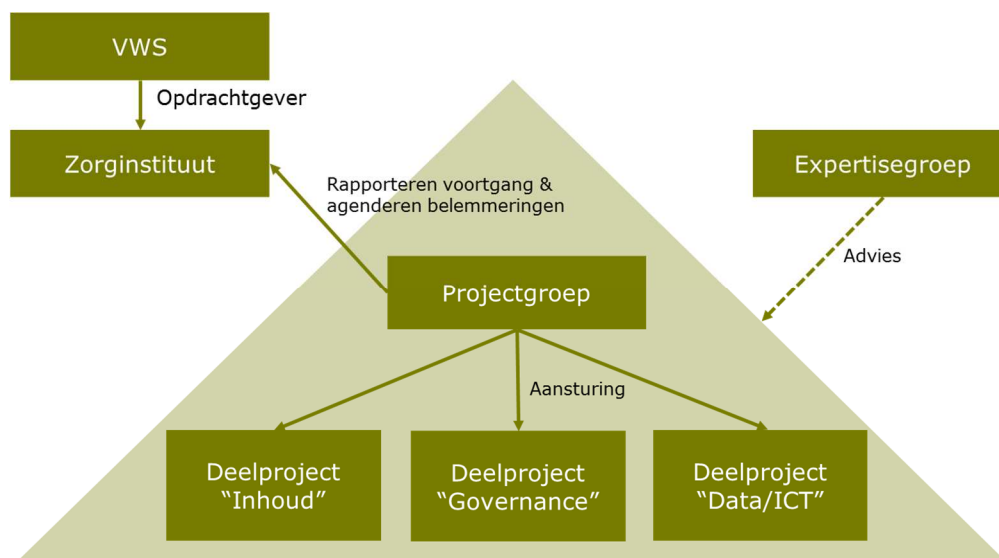 VWS
Opdrachtgever
Zorginstituut
Expertisegroep
Rapporteren voortgang &
agenderen belemmeringen
Advies
Projectgroep
Aansturing
Deelproject
“Inhoud”
Deelproject
“Governance”
Deelproject
“Data/ICT”